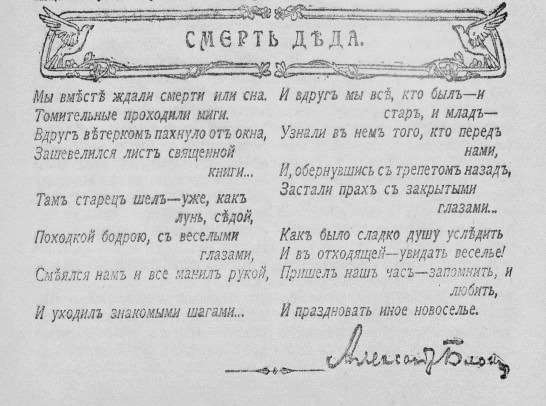 СМЕРТЬ ДѢДА.
Мы вмѣстѣ ждали смерти или сна.
Томительные проходили миги.
Вдругъ вѣтеркомъ пахнуло отъ окна,
Зашевелился листъ священной
книги...
Тамъ старецъ шелъ—уже, какъ
лунь, сѣдой,
Походкой бодрою, съ веселыми
глазами,
Смѣялся намъ и все манилъ рукой,
И уходилъ знакомыми шагами...
И вдругъ мы всѣ, кто былъ—и
старъ, и младъ—
Узнали въ немъ того, кто передъ
нами,
И, обернувшись съ трепетомъ назадъ,
Застали прахъ съ закрытыми
глазами...
Какъ было сладко душу услѣдить
И въ отходящей—увидать веселье!
Пришелъ нашъ часъ—запомнить, и
любить,
И праздновать иное новоселье.
Александръ Блокъ